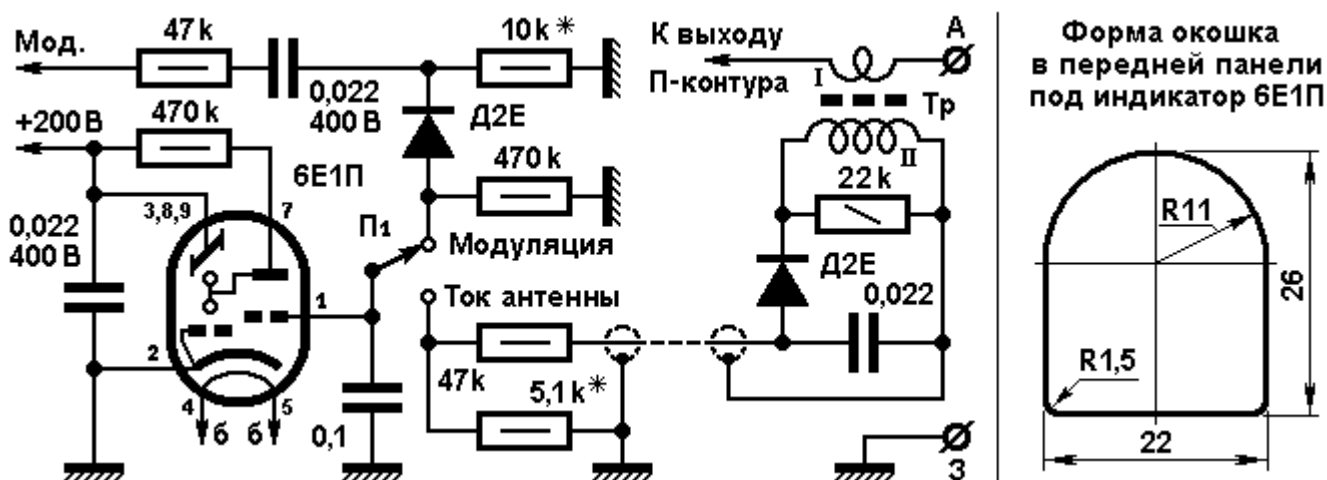 Мод.
47 k
10 k *
0,022
400 В
Д2Е
+200 В
470 k
470 k
6Е1П
3,8,9
7
0,022
400 В
П1
Модуляция
1
Ток антенны
2
47 k
5,1 k *
4
5
б
б
0,1
К выходу
П-контура
I
А
Тр
II
22 k
Д2Е
0,022
З
Форма окошка
в передней панели
под индикатор 6Е1П
R11
26
R1,5
22